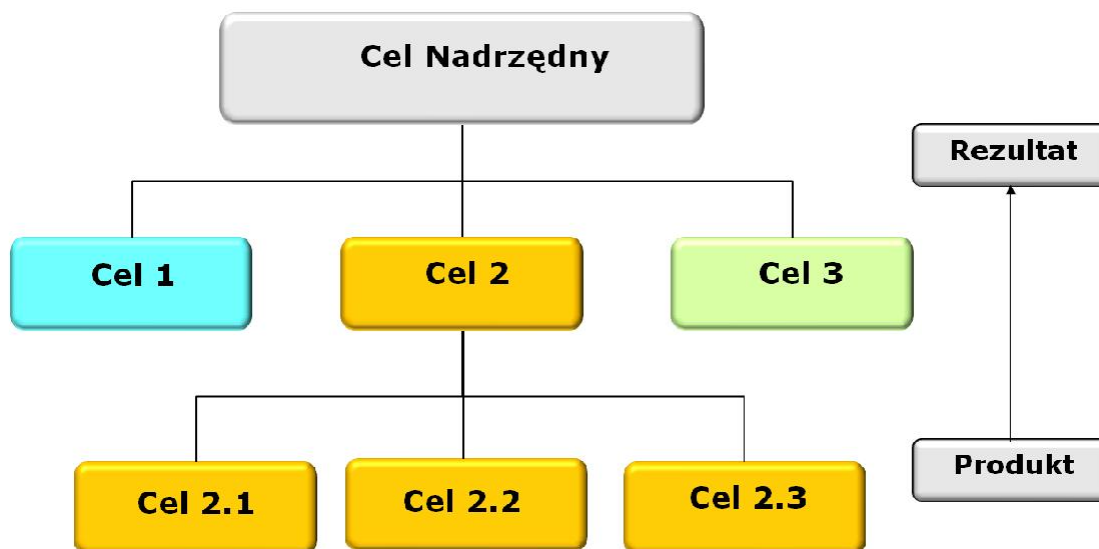 Cel Nadrzędny
Rezultat
Cel 1
Cel 2
Cel 3
Produkt
Cel 2.1
Cel 2.2
Cel 2.3